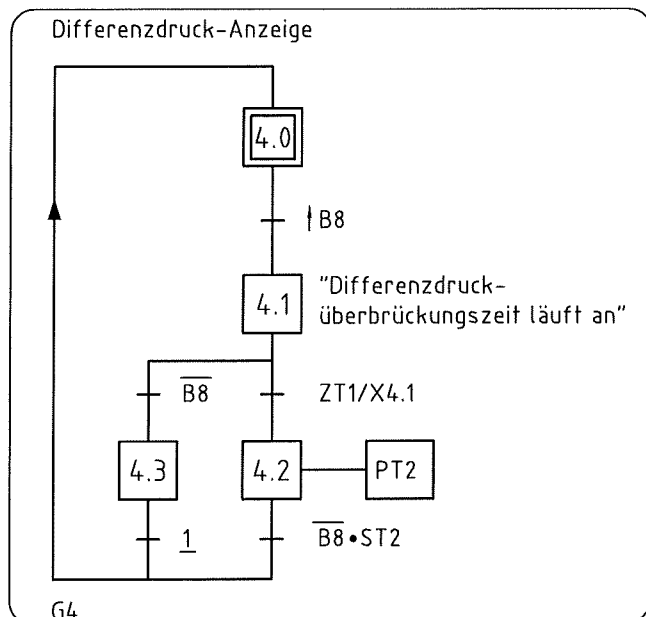 Differenzdruck-Anzeige
4.0
↑B8
4.1
"Differenzdruck-
überbrückungszeit läuft an"
B8
ZT1/X4.1
4.3
4.2
PT2
1
B8•ST2
G4